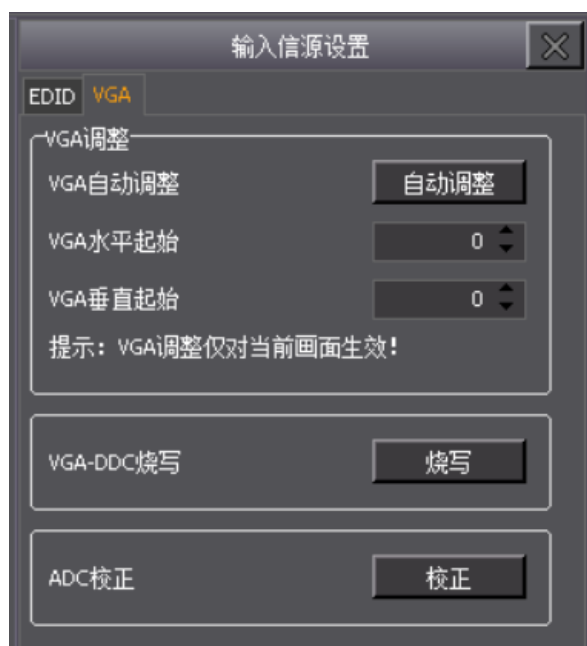 输入信源设置
EDID VGA
VGA调整
VGA自动调整 自动调整
VGA水平起始 0
VGA垂直起始 0
提示：VGA调整仅对当前画面生效！
VGA-DDC烧写 烧写
ADC校正 校正